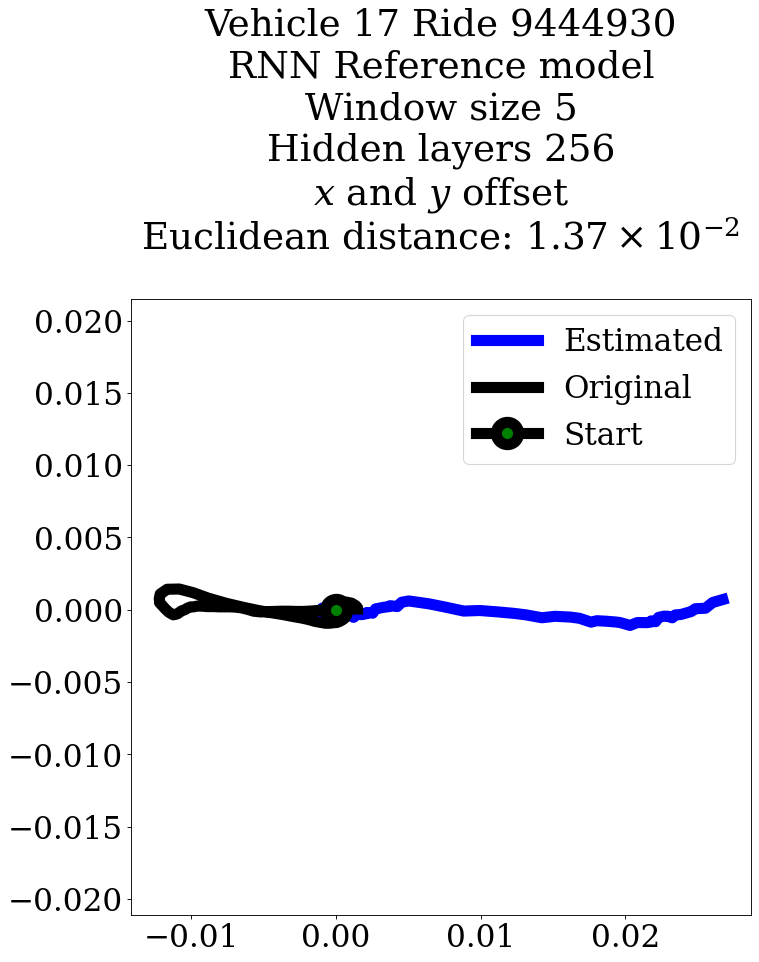 Vehicle 17 Ride 9444930
RNN Reference model
Window size 5
Hidden layers 256
x and y offset
Euclidean distance: 1.37 × 10⁻²
Estimated
Original
Start
0.020
0.015
0.010
0.005
0.000
−0.005
−0.010
−0.015
−0.020
−0.01 0.00 0.01 0.02